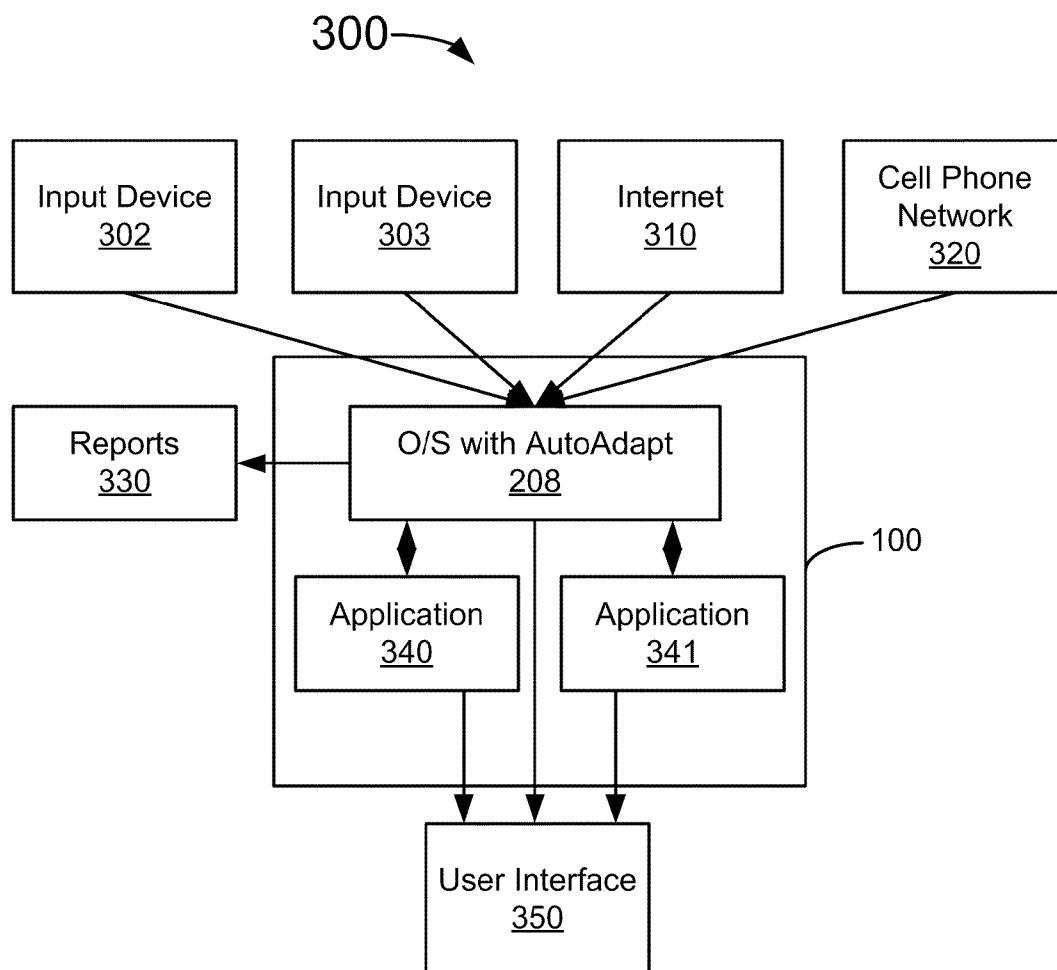 300
Input Device
302
Input Device
303
Internet
310
Cell Phone
Network
320
Reports
330
O/S with AutoAdapt
208
100
Application
340
Application
341
User Interface
350